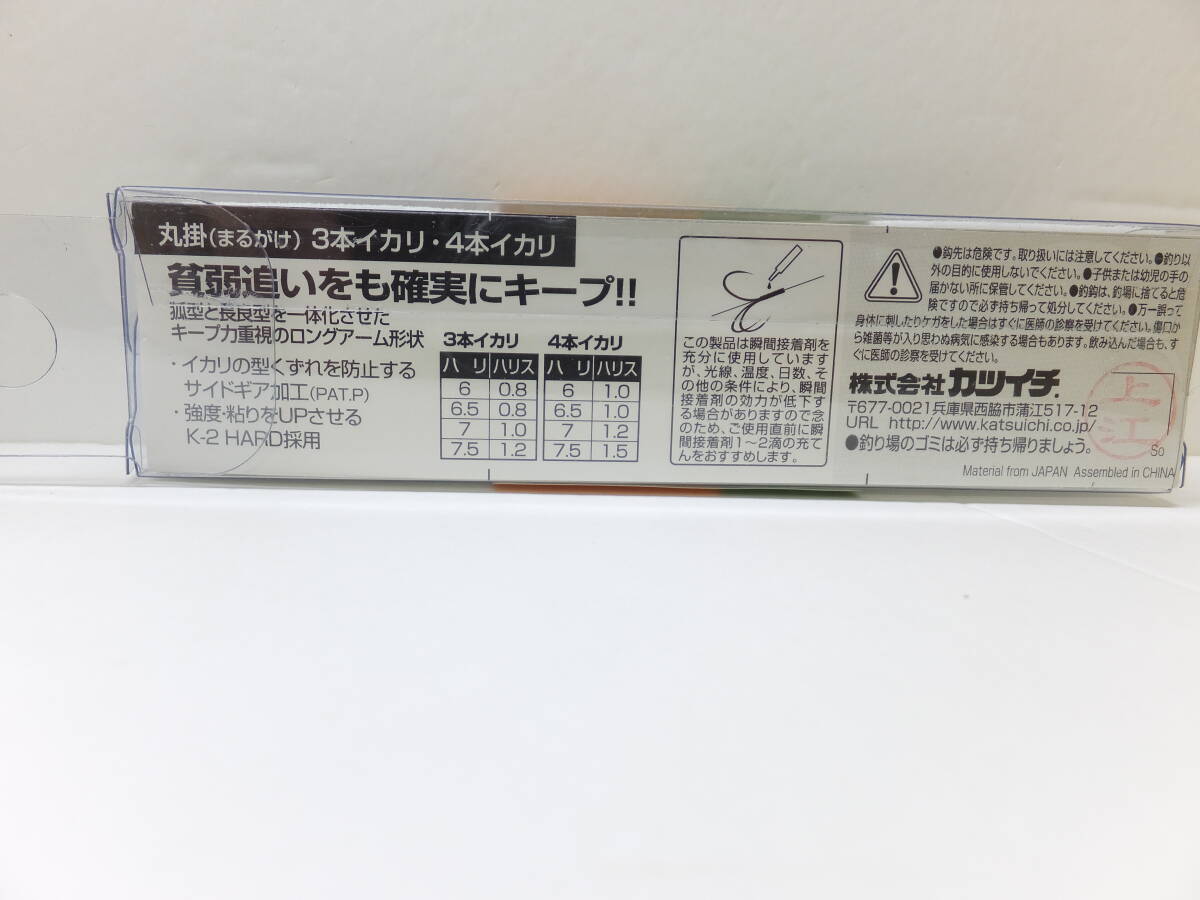 丸掛(まるがけ) 3本イカリ・4本イカリ
貧弱追いをも確実にキープ!!
狐型と長良型を一体化させた
キープ力重視のロングアーム形状
・イカリの型くずれを防止する
サイドギア加工(PAT.P)
・強度・粘りをUPさせる
K-2 HARD採用
3本イカリ 4本イカリ
ハリ ハリス ハリ ハリス
6 0.8 6 1.0
6.5 0.8 6.5 1.0
7 1.0 7 1.2
7.5 1.2 7.5 1.5
この製品は瞬間接着剤を
充分に使用しています
が、光線、温度、日数、そ
の他の条件により、瞬間
接着剤の効力が低下す
る場合がありますので念
のため、ご使用直前に瞬
間接着剤1〜2滴の充て
んをおすすめします。
●鈎先は危険です。取り扱いには注意してください。●釣り以
外の目的に使用しないでください。●子供または幼児の手の
届かない所に保管してください。●釣鈎は、釣場に捨てると危
険ですので必ず持ち帰って処分してください。●万一誤って
身体に刺したりケガをした場合はすぐに医師の診察を受けてください。傷口か
ら雑菌等が入り思わぬ病気に感染する場合もあります。飲み込んだ場合も、す
ぐに医師の診察を受けてください。
株式会社 カツイチ.
〒677-0021 兵庫県西脇市蒲江517-12
URL http://www.katsuichi.co.jp/
●釣り場のゴミは必ず持ち帰りましょう。
上江
So
Material from JAPAN Assembled in CHINA